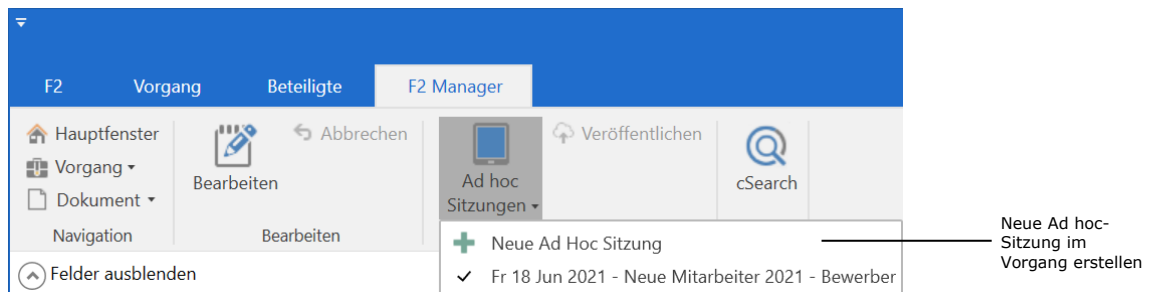 F2 Vorgang Beteiligte F2 Manager
Hauptfenster
Vorgang
Dokument
Navigation
Bearbeiten
Abbrechen
Bearbeiten
Ad hoc
Sitzungen
Veröffentlichen
cSearch
Neue Ad Hoc Sitzung
Fr 18 Jun 2021 - Neue Mitarbeiter 2021 - Bewerber
Felder ausblenden
Neue Ad hoc-
Sitzung im
Vorgang erstellen